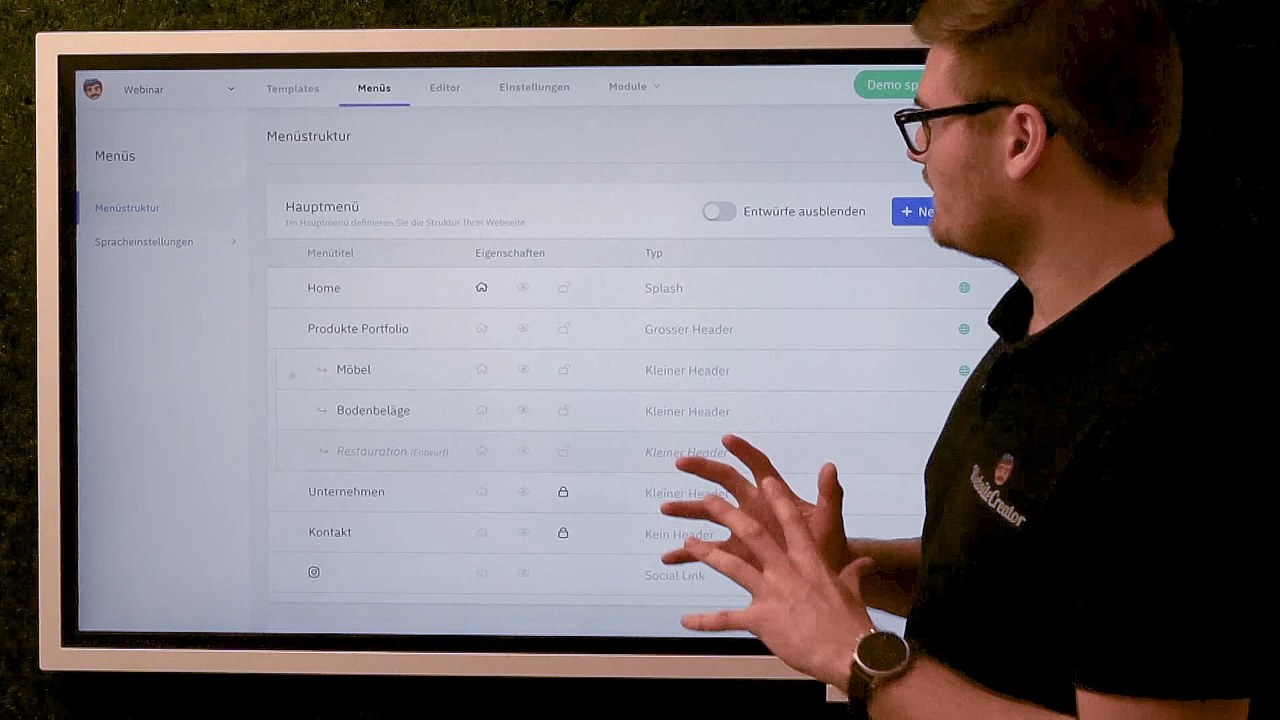 Webinar Templates Menüs Editor Einstellungen Module Demo sp
Menüstruktur
Menüs
Menüstruktur
Spracheinstellungen
Hauptmenü
Im Hauptmenü definieren Sie die Struktur Ihrer Webseite.
Entwürfe ausblenden
+ Ne
Menütitel Eigenschaften Typ
Home Splash
Produkte Portfolio Grosser Header
Möbel Kleiner Header
Bodenbeläge Kleiner Header
Restauration (Entwurf) Kleiner Header
Unternehmen Kleiner Header
Kontakt Kein Header
Social Link
WebsiteCreator